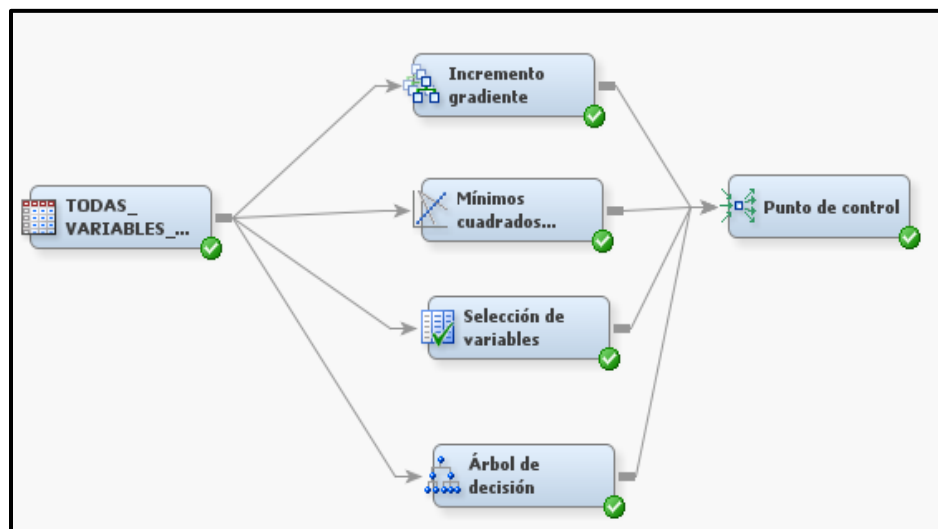 Incremento
gradiente
TODAS_
VARIABLES_...
Mínimos
cuadrados...
Punto de control
Selección de
variables
Árbol de
decisión